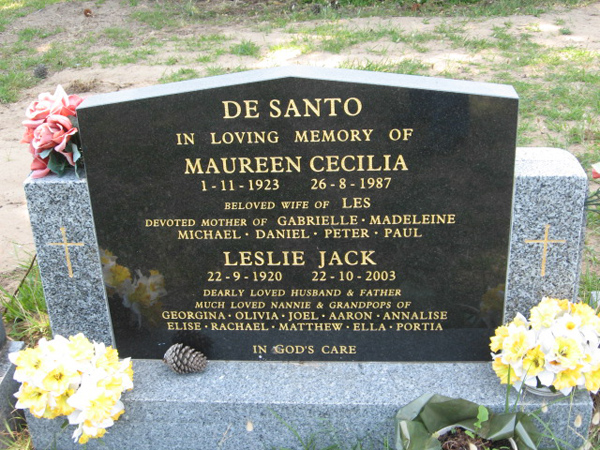 DE SANTO
IN LOVING MEMORY OF
MAUREEN CECILIA
1-11-1923 26-8-1987
BELOVED WIFE OF LES
DEVOTED MOTHER OF GABRIELLE · MADELEINE
MICHAEL · DANIEL · PETER · PAUL
LESLIE JACK
22-9-1920 22-10-2003
DEARLY LOVED HUSBAND & FATHER
MUCH LOVED NANNIE & GRANDPOPS OF
GEORGINA · OLIVIA · JOEL · AARON · ANNALISE
ELISE · RACHAEL · MATTHEW · ELLA · PORTIA
IN GOD'S CARE